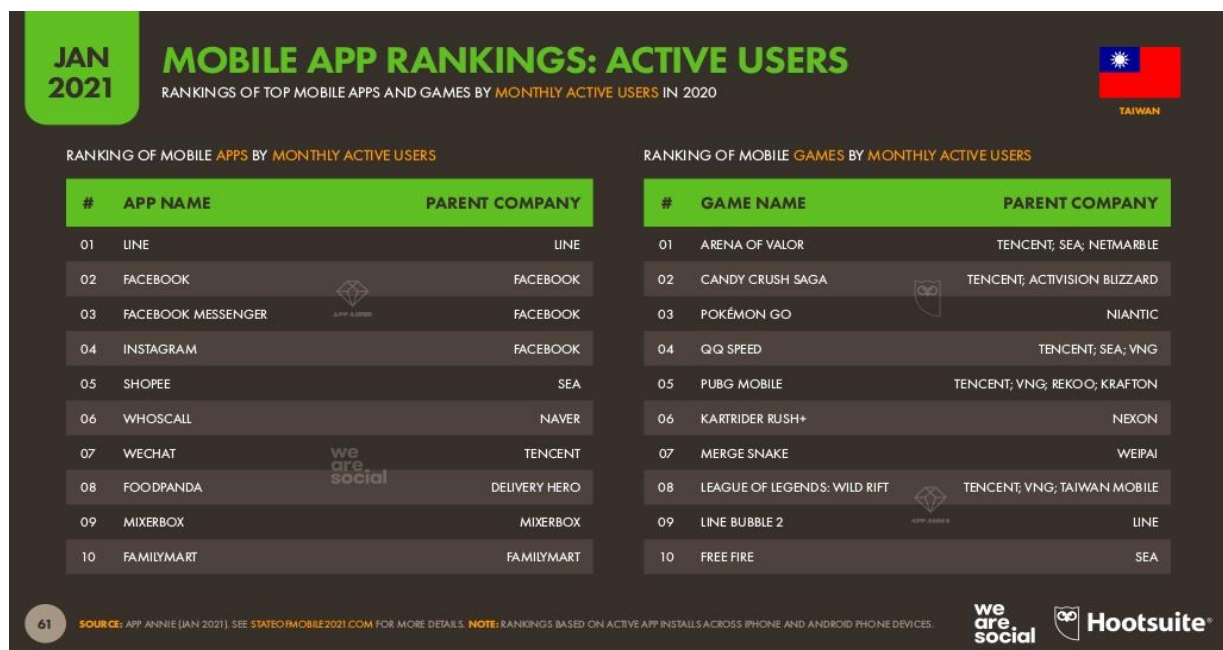 JAN
2021
MOBILE APP RANKINGS: ACTIVE USERS
RANKINGS OF TOP MOBILE APPS AND GAMES BY MONTHLY ACTIVE USERS IN 2020
TAIWAN
RANKING OF MOBILE APPS BY MONTHLY ACTIVE USERS
# APP NAME PARENT COMPANY
01 LINE LINE
02 FACEBOOK FACEBOOK
03 FACEBOOK MESSENGER FACEBOOK
04 INSTAGRAM FACEBOOK
05 SHOPEE SEA
06 WHOSCALL NAVER
07 WECHAT TENCENT
08 FOODPANDA DELIVERY HERO
09 MIXERBOX MIXERBOX
10 FAMILYMART FAMILYMART
APP ANNIE
we
are.
social
RANKING OF MOBILE GAMES BY MONTHLY ACTIVE USERS
# GAME NAME PARENT COMPANY
01 ARENA OF VALOR TENCENT; SEA; NETMARBLE
02 CANDY CRUSH SAGA TENCENT; ACTIVISION BLIZZARD
03 POKÉMON GO NIANTIC
04 QQ SPEED TENCENT; SEA; VNG
05 PUBG MOBILE TENCENT; VNG; REKOO; KRAFTON
06 KARTRIDER RUSH+ NEXON
07 MERGE SNAKE WEIPAI
08 LEAGUE OF LEGENDS: WILD RIFT TENCENT; VNG; TAIWAN MOBILE
09 LINE BUBBLE 2 LINE
10 FREE FIRE SEA
APP ANNIE
61
SOURCE: APP ANNIE (JAN 2021). SEE STATEOFMOBILE2021.COM FOR MORE DETAILS. NOTE: RANKINGS BASED ON ACTIVE APP INSTALLS ACROSS IPHONE AND ANDROID PHONE DEVICES.
we
are.
social
Hootsuite®